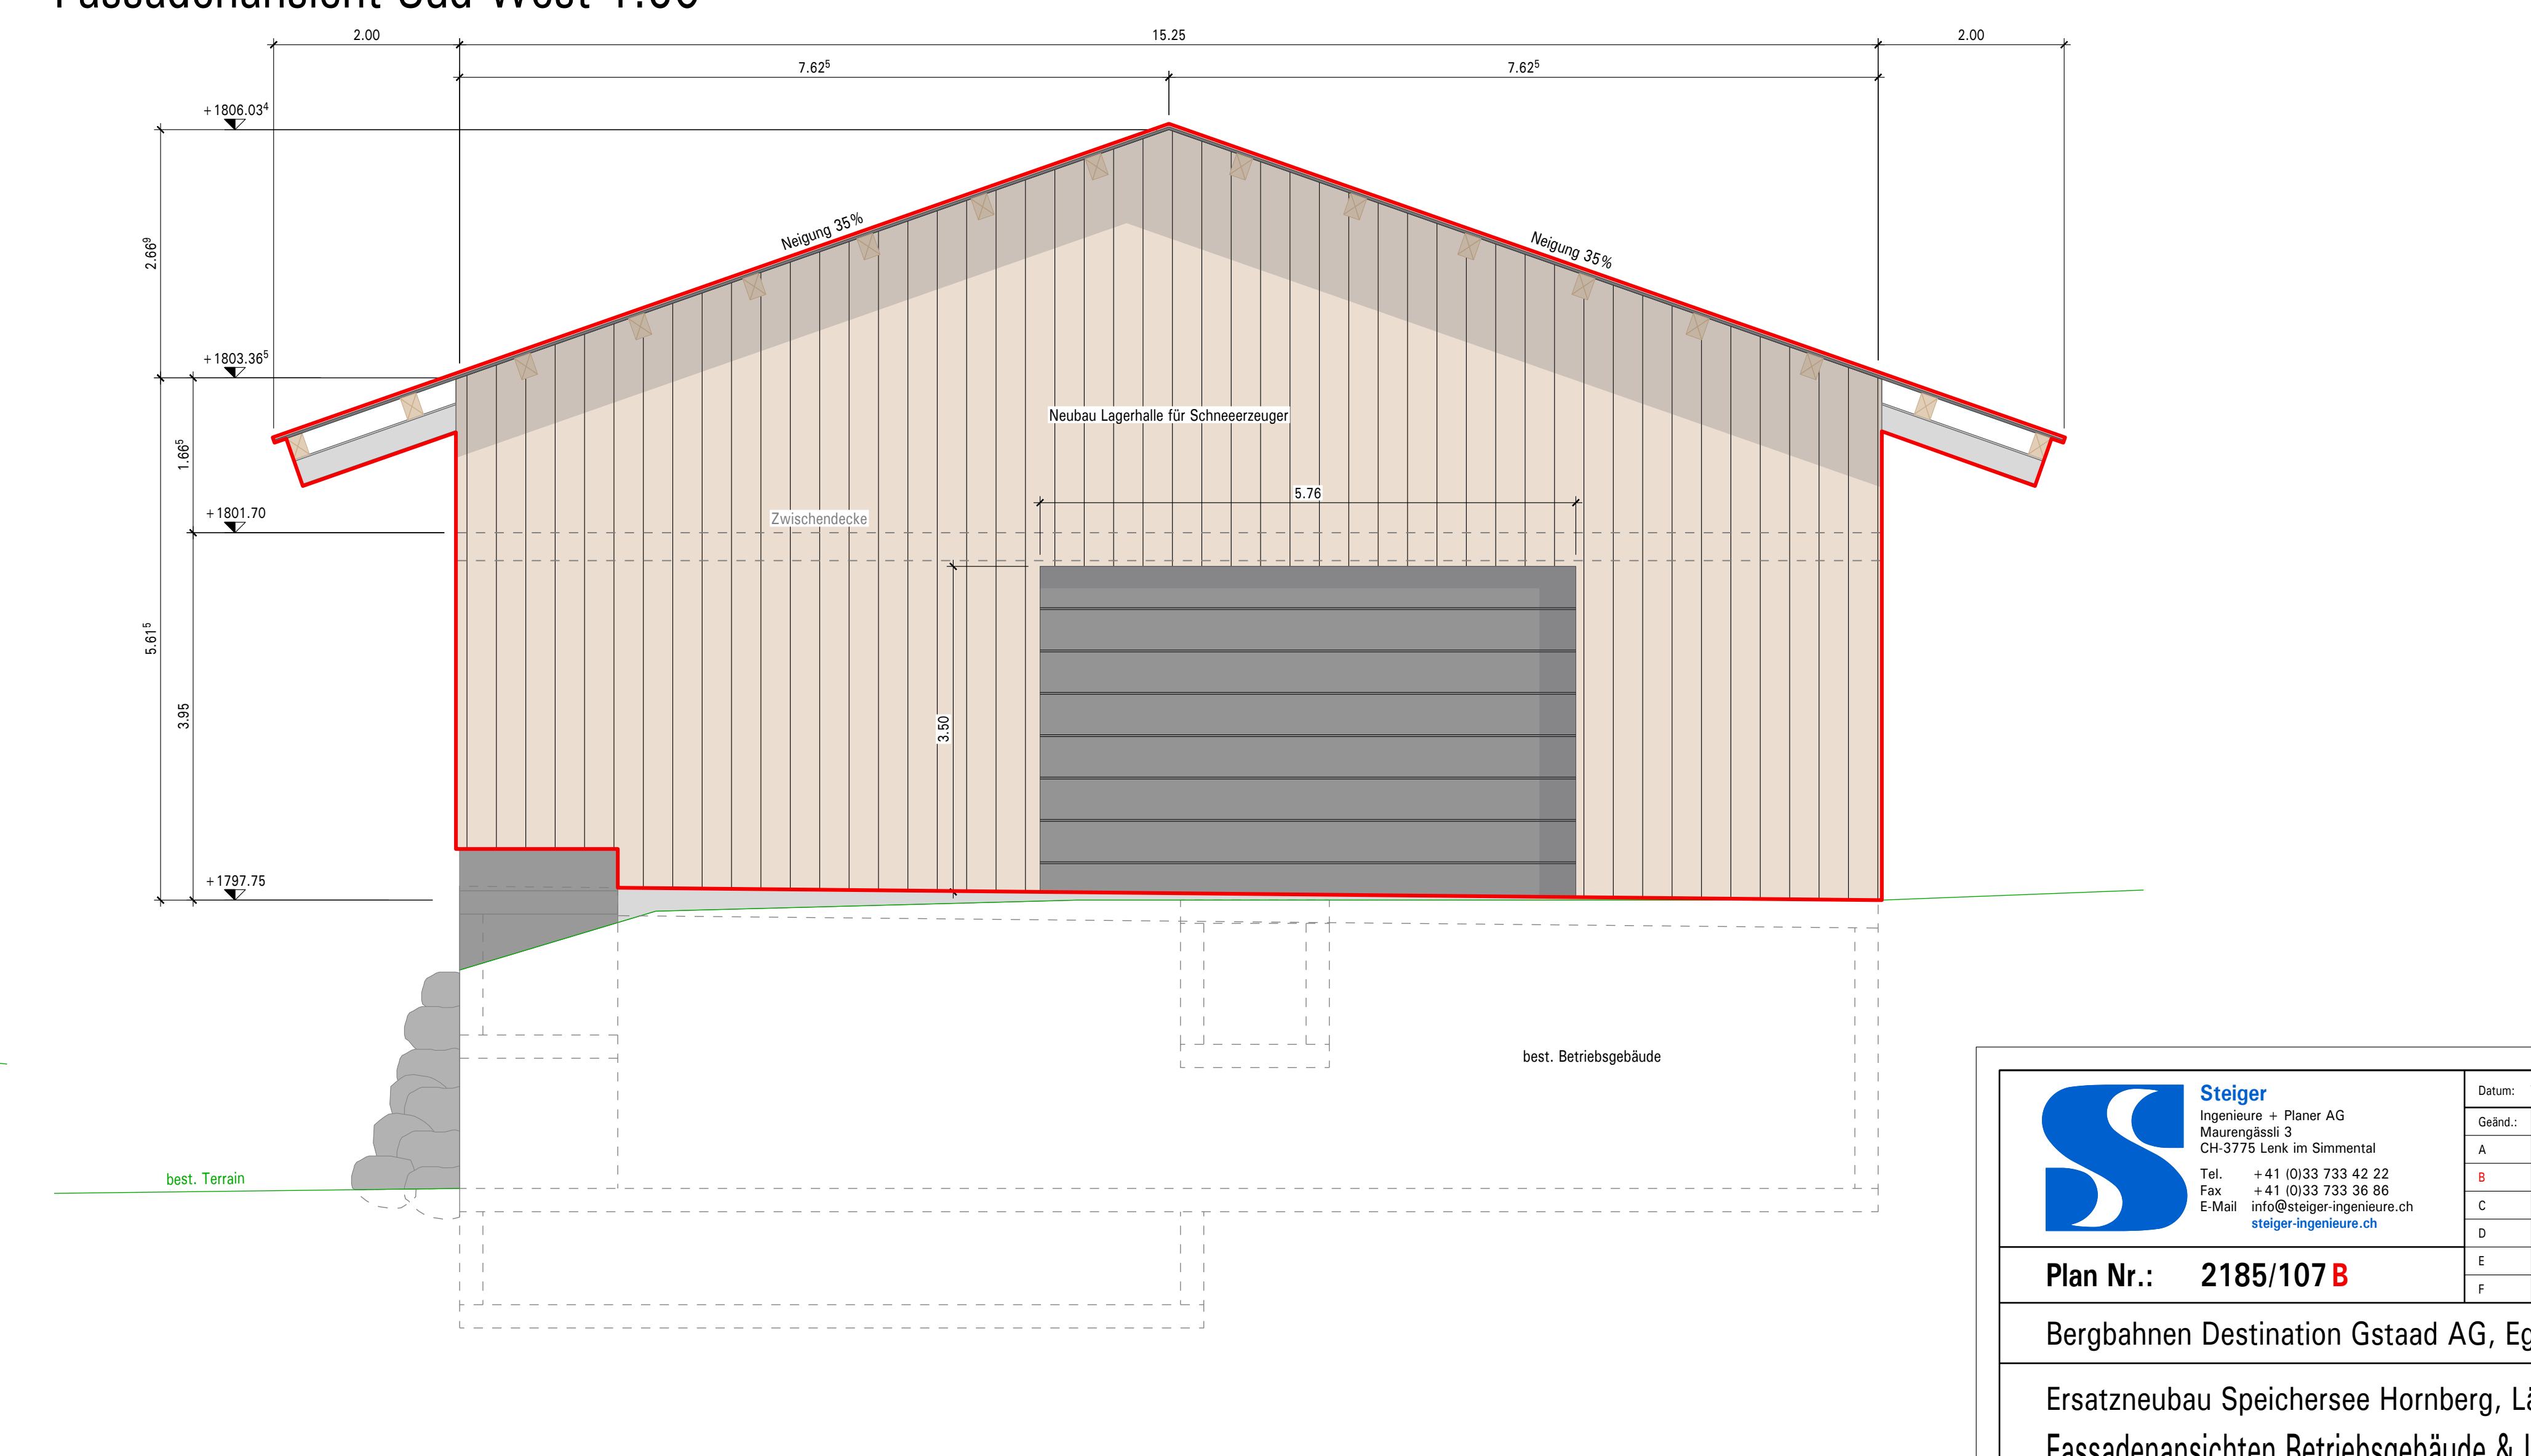 2.00
15.25
2.00
7.62⁵
7.62⁵
+1806.03⁴
2.66⁹
Neigung 35%
Neigung 35%
+1803.36⁵
Neubau Lagerhalle für Schneeerzeuger
1.66⁵
5.76
+1801.70
Zwischendecke
5.61⁵
3.95
3.50
+1797.75
best. Betriebsgebäude
best. Terrain
Steiger
Ingenieure + Planer AG
Maurengässli 3
CH-3775 Lenk im Simmental
Tel. +41 (0)33 733 42 22
Fax +41 (0)33 733 36 86
E-Mail info@steiger-ingenieure.ch
steiger-ingenieure.ch
Datum:
Geänd.:
A
B
C
D
E
F
Plan Nr.: 2185/107 B
Bergbahnen Destination Gstaad AG,
Ersatzneubau Speichersee Hornberg,
Fassadenansichten Betriebsgebäude &